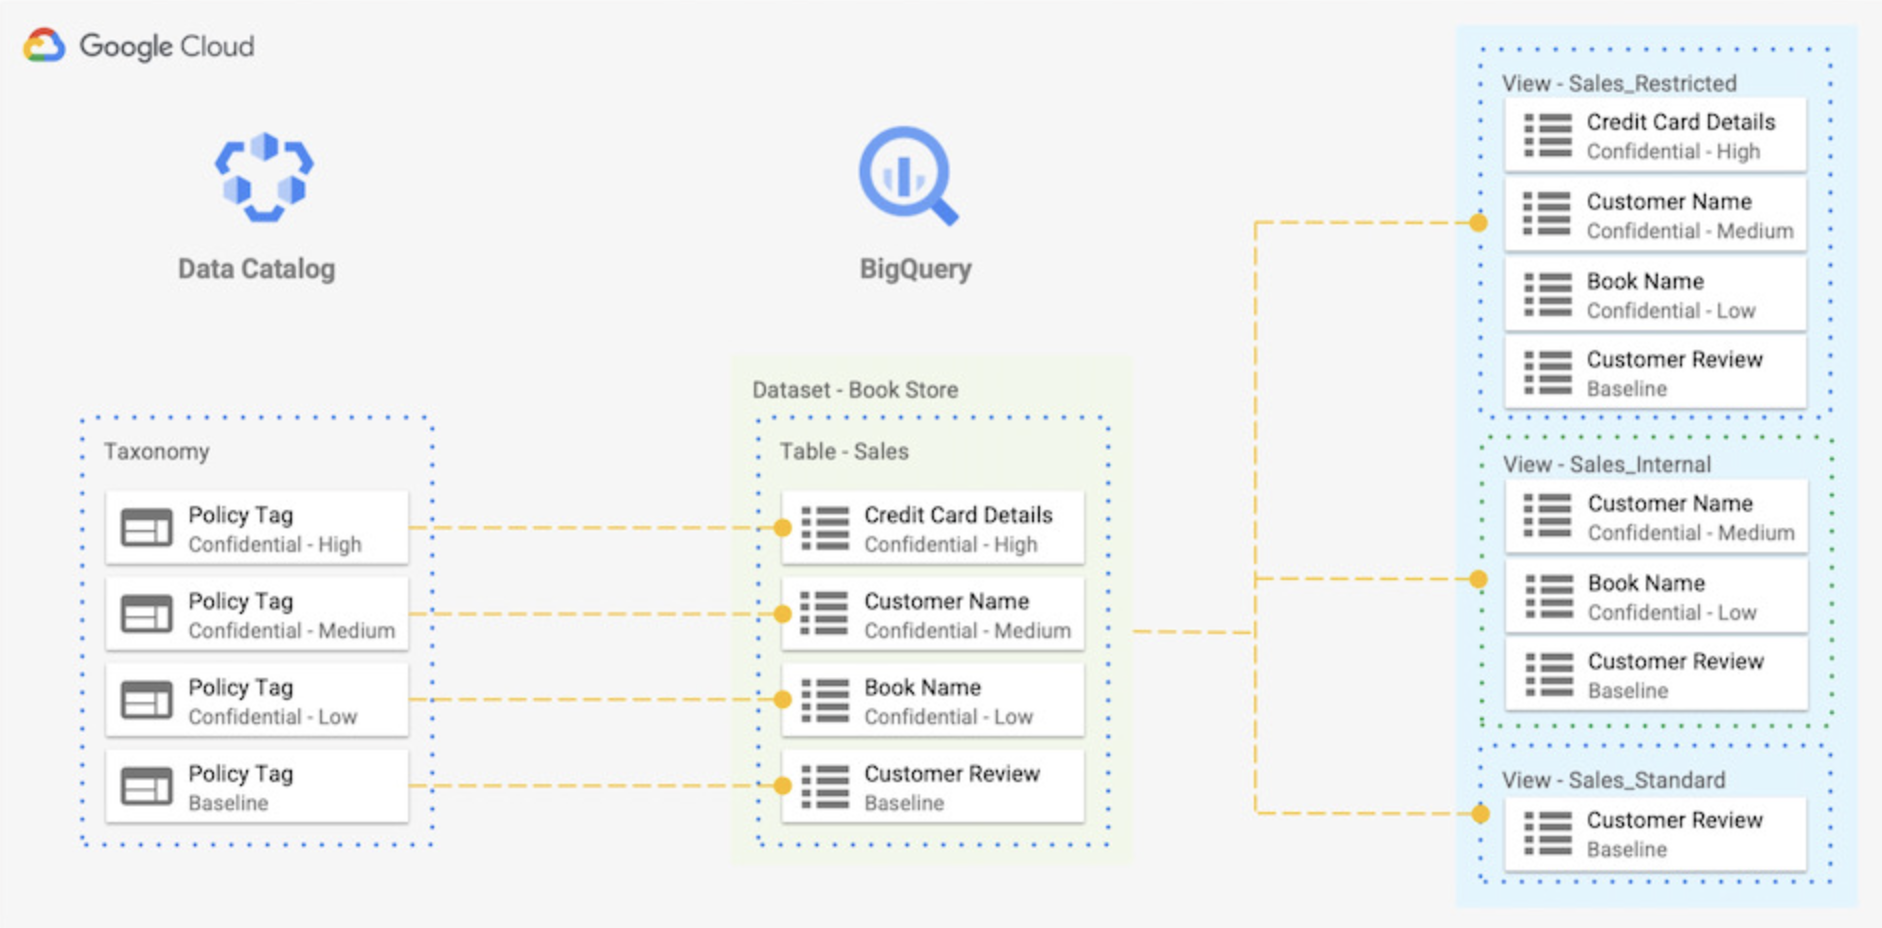 Google Cloud
Data Catalog
BigQuery
Taxonomy
Policy Tag
Confidential - High
Policy Tag
Confidential - Medium
Policy Tag
Confidential - Low
Policy Tag
Baseline
Dataset - Book Store
Table - Sales
Credit Card Details
Confidential - High
Customer Name
Confidential - Medium
Book Name
Confidential - Low
Customer Review
Baseline
View - Sales_Restricted
Credit Card Details
Confidential - High
Customer Name
Confidential - Medium
Book Name
Confidential - Low
Customer Review
Baseline
View - Sales_Internal
Customer Name
Confidential - Medium
Book Name
Confidential - Low
Customer Review
Baseline
View - Sales_Standard
Customer Review
Baseline